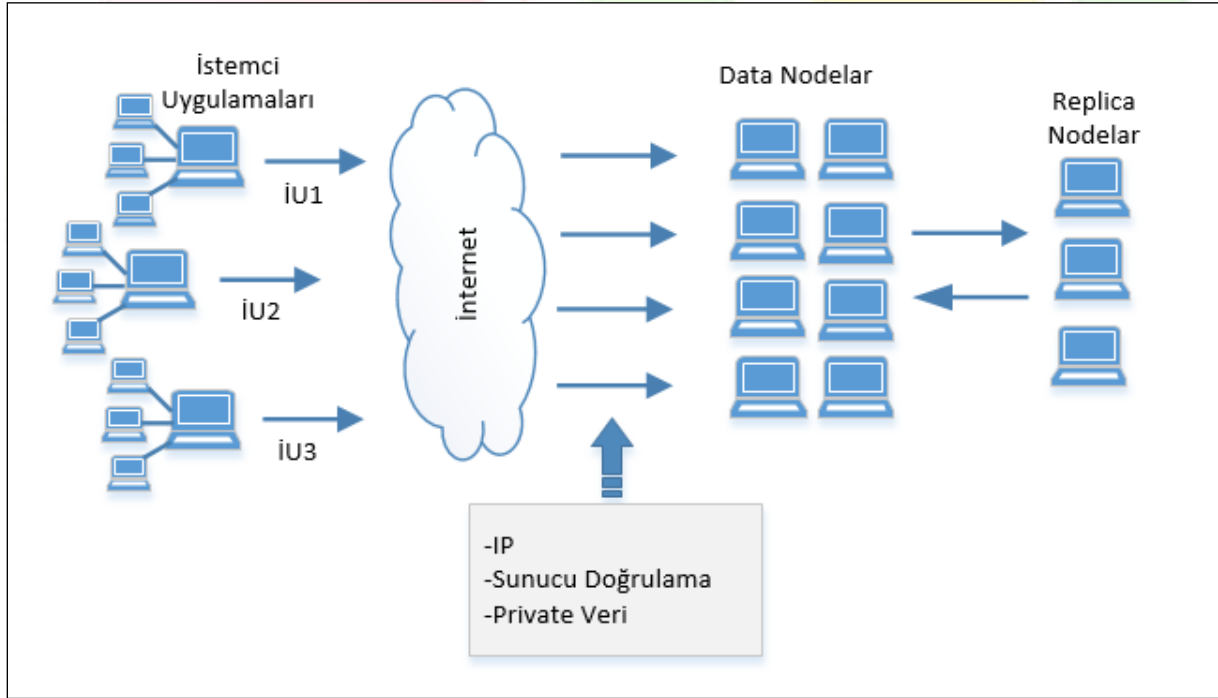 İstemci
Uygulamaları
İU1
İU2
İU3
İnternet
Data Nodelar
Replica
Nodelar
-IP
-Sunucu Doğrulama
-Private Veri